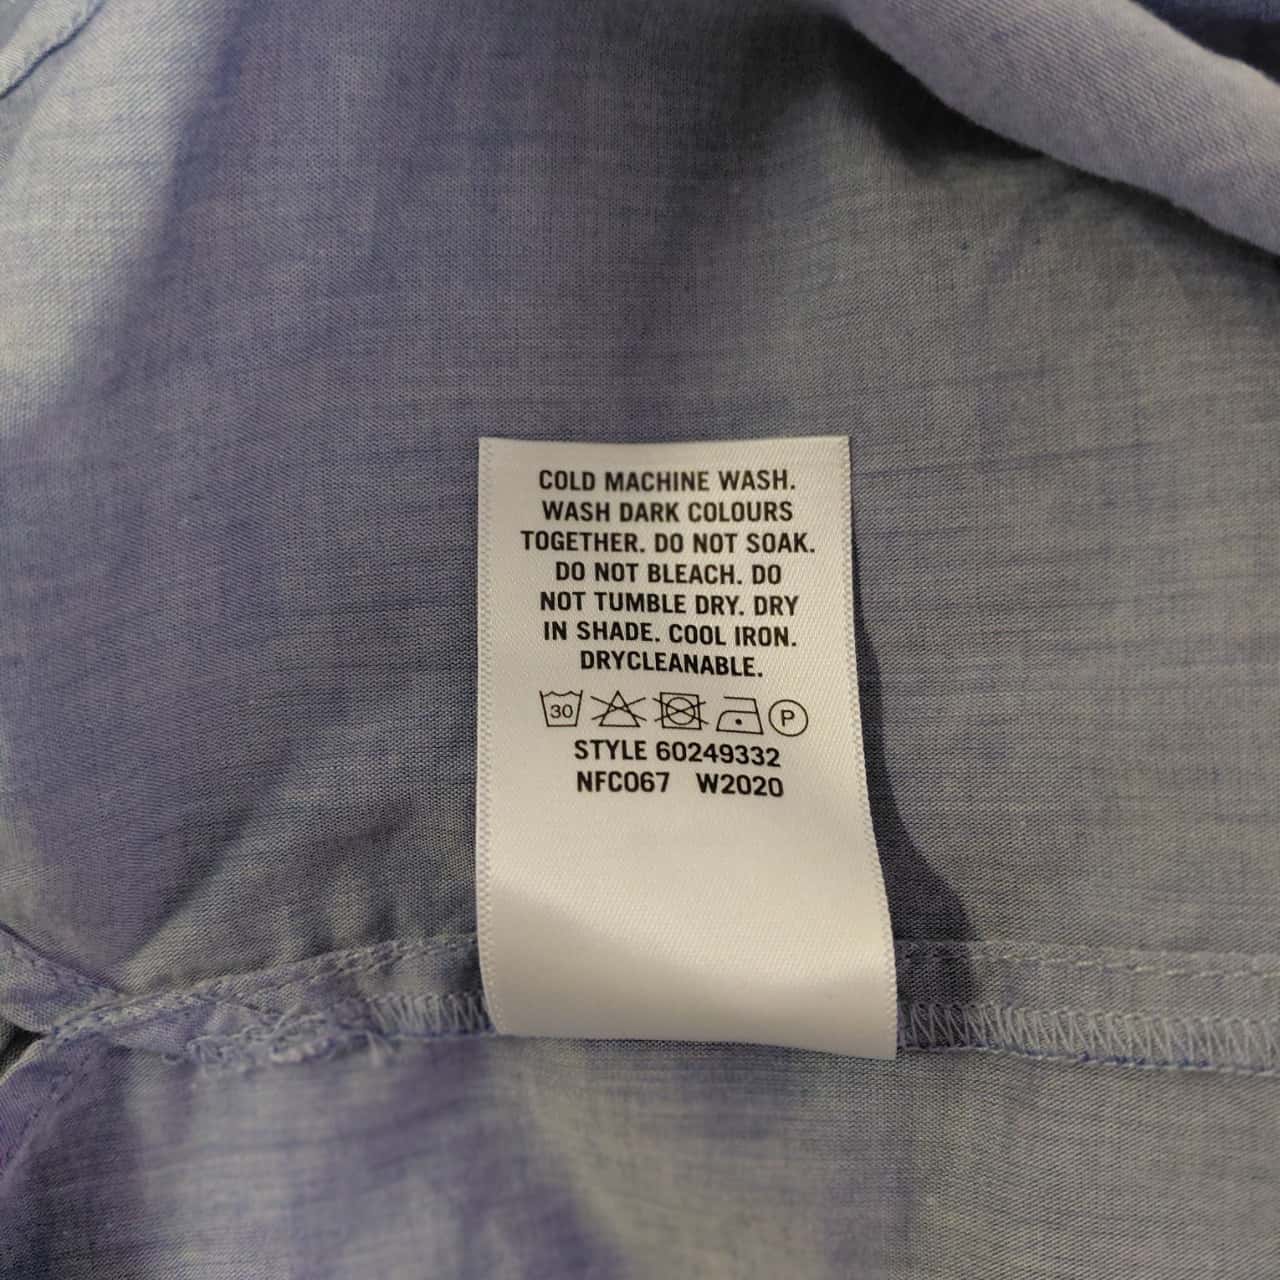 COLD MACHINE WASH.
WASH DARK COLOURS
TOGETHER. DO NOT SOAK.
DO NOT BLEACH. DO
NOT TUMBLE DRY. DRY
IN SHADE. COOL IRON.
DRYCLEANABLE.
30 P
STYLE 60249332
NFC067 W2020